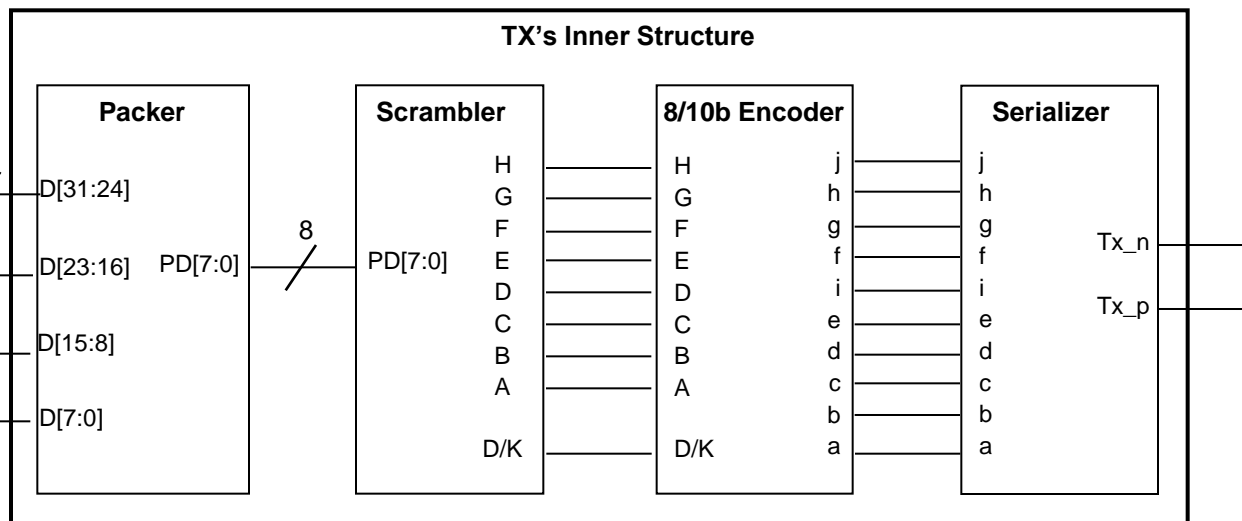 TX's Inner Structure
Packer
D[31:24]
D[23:16]
PD[7:0]
D[15:8]
D[7:0]
8
Scrambler
PD[7:0]
H
G
F
E
D
C
B
A
D/K
8/10b Encoder
H
G
F
E
D
C
B
A
D/K
j
h
g
f
i
e
d
c
b
a
Serializer
j
h
g
f
i
e
d
c
b
a
Tx_n
Tx_p